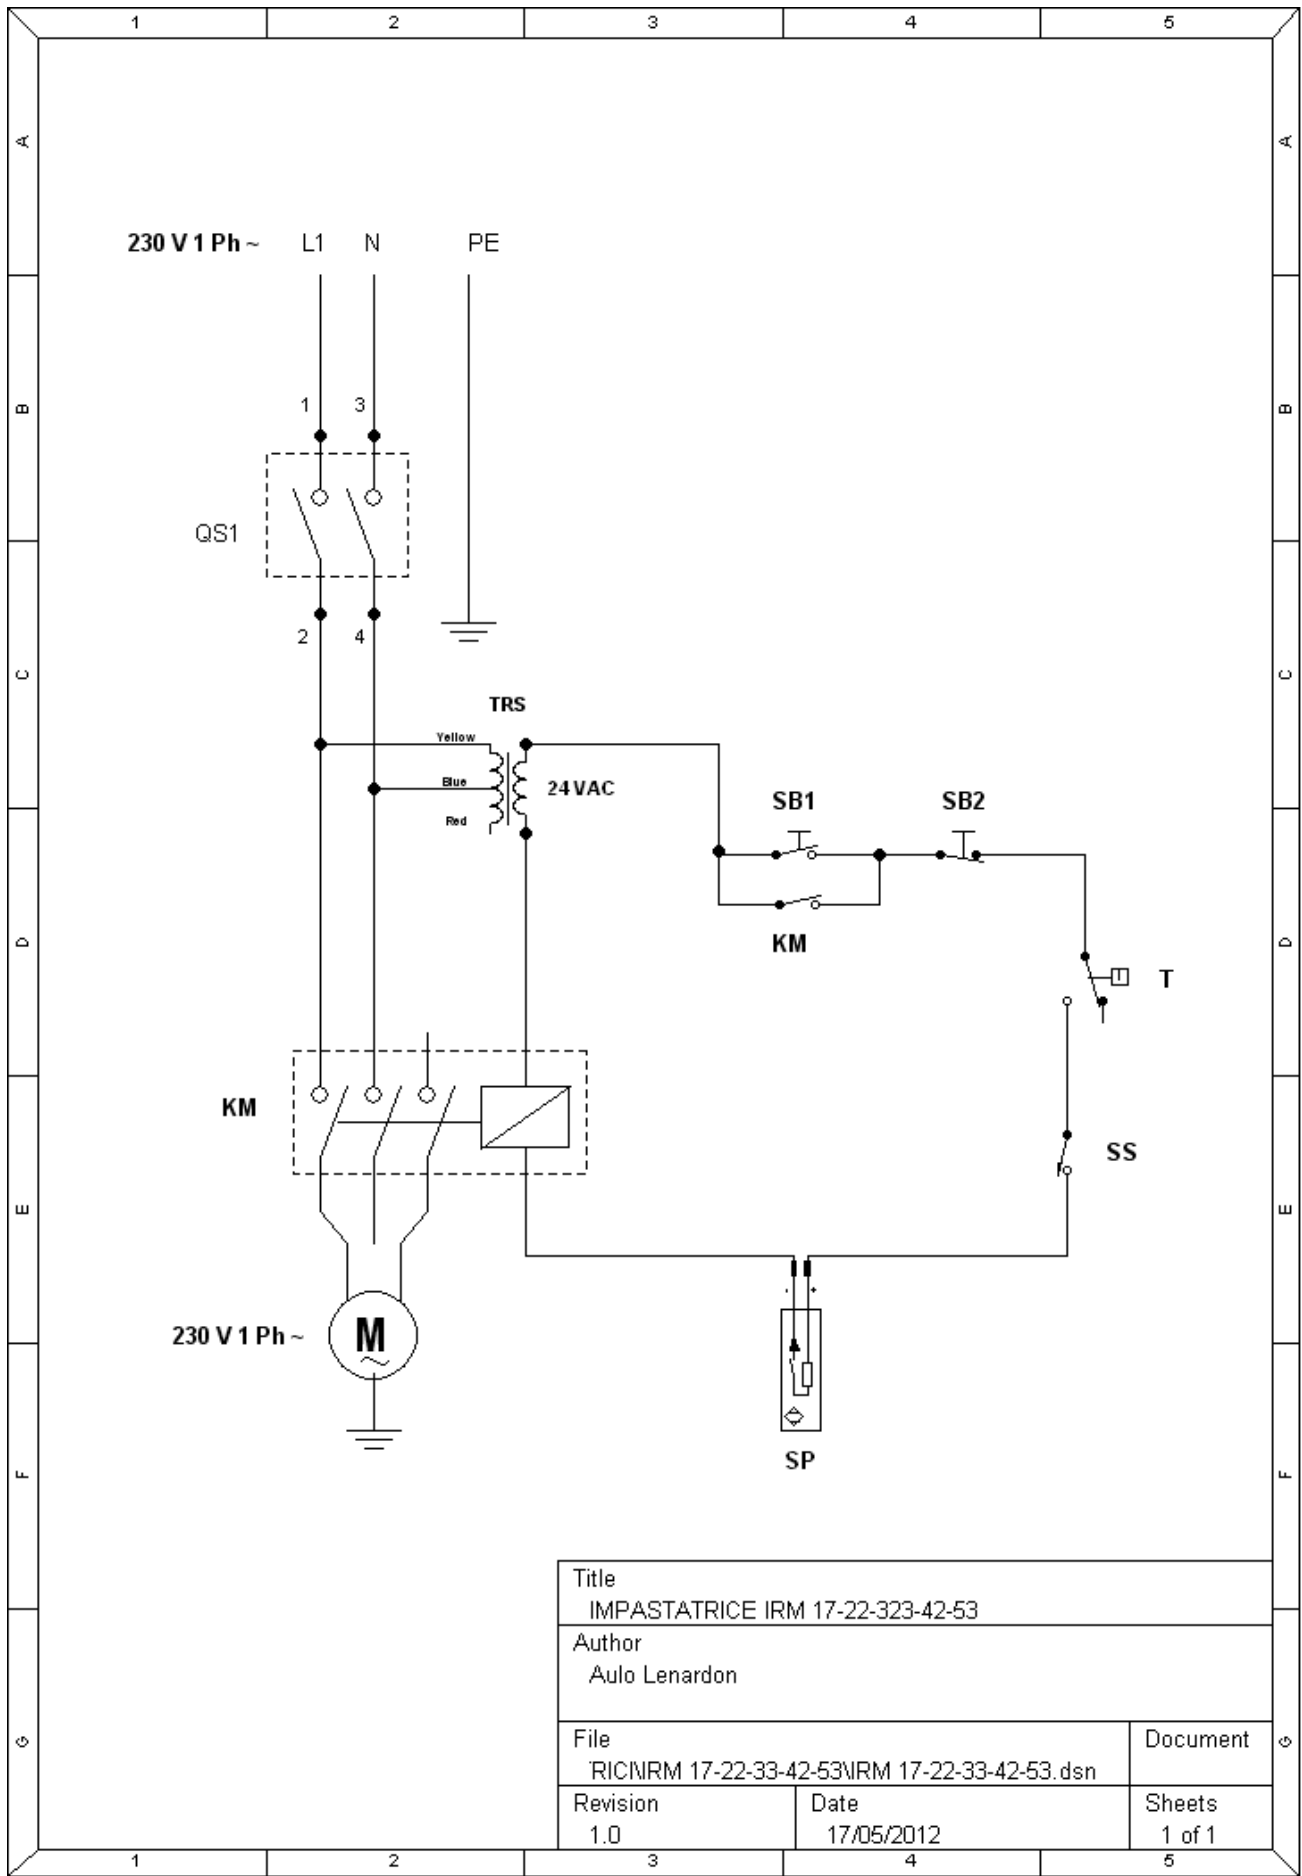 1 2 3 4 5
A A
230 V 1 Ph ~ L1 N PE
1 3
B B
QS1
2 4
C C
TRS
Yellow
Blue 24VAC
Red
SB1 SB2
KM
D D
T
KM
SS
E E
230 V 1 Ph ~ M
- +
SP
F F
Title
IMPASTATRICE IRM 17-22-323-42-53
Author
Aulo Lenardon
G G
File Document
RICI\IRM 17-22-33-42-53\IRM 17-22-33-42-53.dsn
Revision Date Sheets
1.0 17/05/2012 1 of 1
1 2 3 4 5